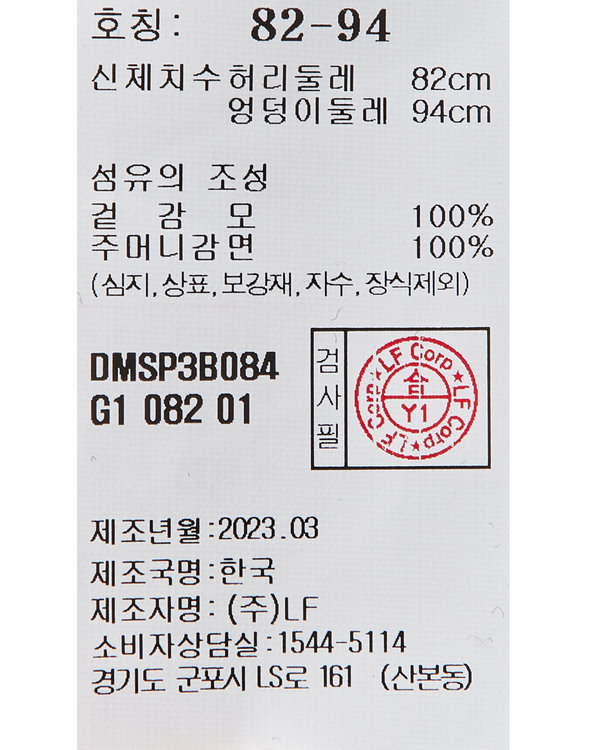 호칭: 82-94
신체치수허리둘레 82cm
엉덩이둘레 94cm
섬유의 조성
겉 감 모 100%
주머니감면 100%
(심지,상표,보강재,자수,장식제외)
DMSP3B084
G1 082 01
검사필
LF Corp ★ LF Corp ★ LF Corp ★
Y1
제조년월:2023.03
제조국명:한국
제조자명: (주)LF
소비자상담실:1544-5114
경기도 군포시 LS로 161 (산본동)